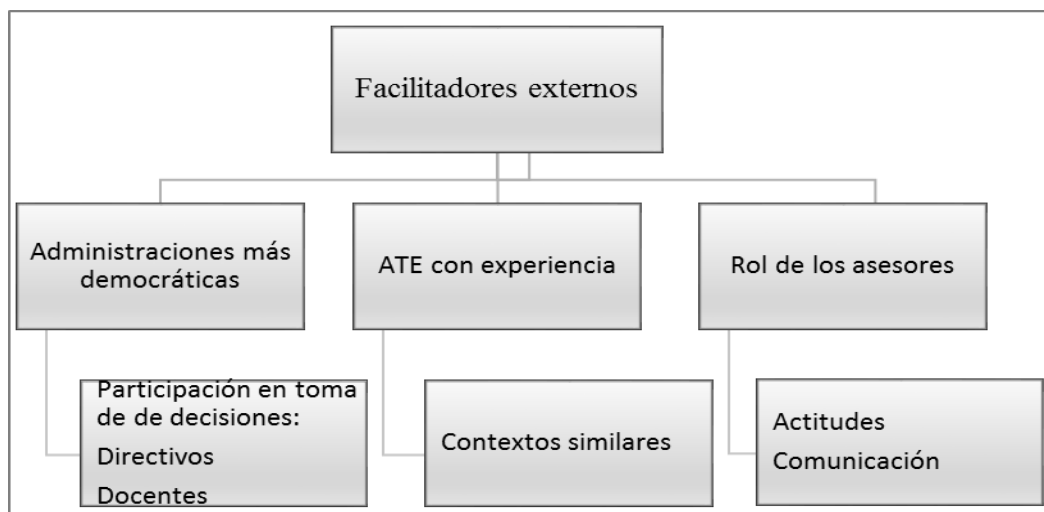 Facilitadores externos
Administraciones más
democráticas
ATE con experiencia
Rol de los asesores
Participación en toma
de de decisiones:
Directivos
Docentes
Contextos similares
Actitudes
Comunicación